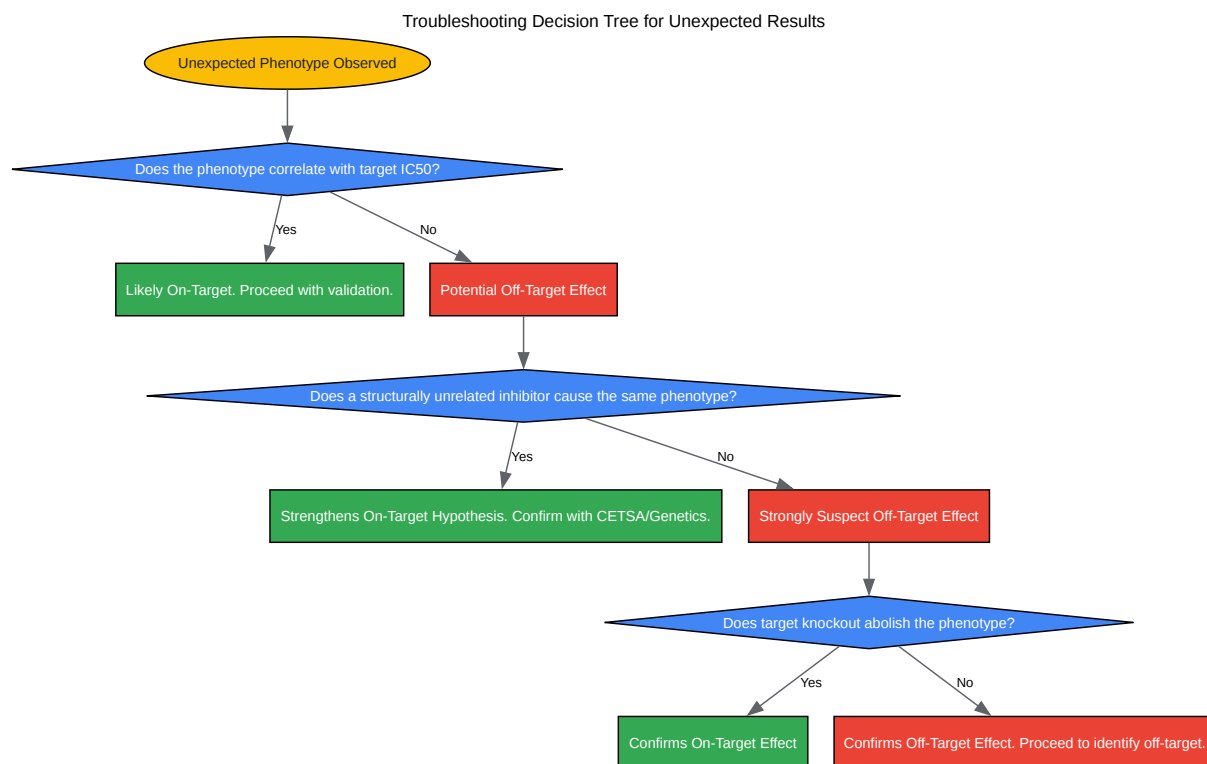 Troubleshooting Decision Tree for Unexpected Results
Unexpected Phenotype Observed
Does the phenotype correlate with target IC50?
Yes
No
Likely On-Target. Proceed with validation.
Potential Off-Target Effect
Does a structurally unrelated inhibitor cause the same phenotype?
Yes
No
Strengthens On-Target Hypothesis. Confirm with CETSA/Genetics.
Strongly Suspect Off-Target Effect
Does target knockout abolish the phenotype?
Yes
No
Confirms On-Target Effect
Confirms Off-Target Effect. Proceed to identify off-target.